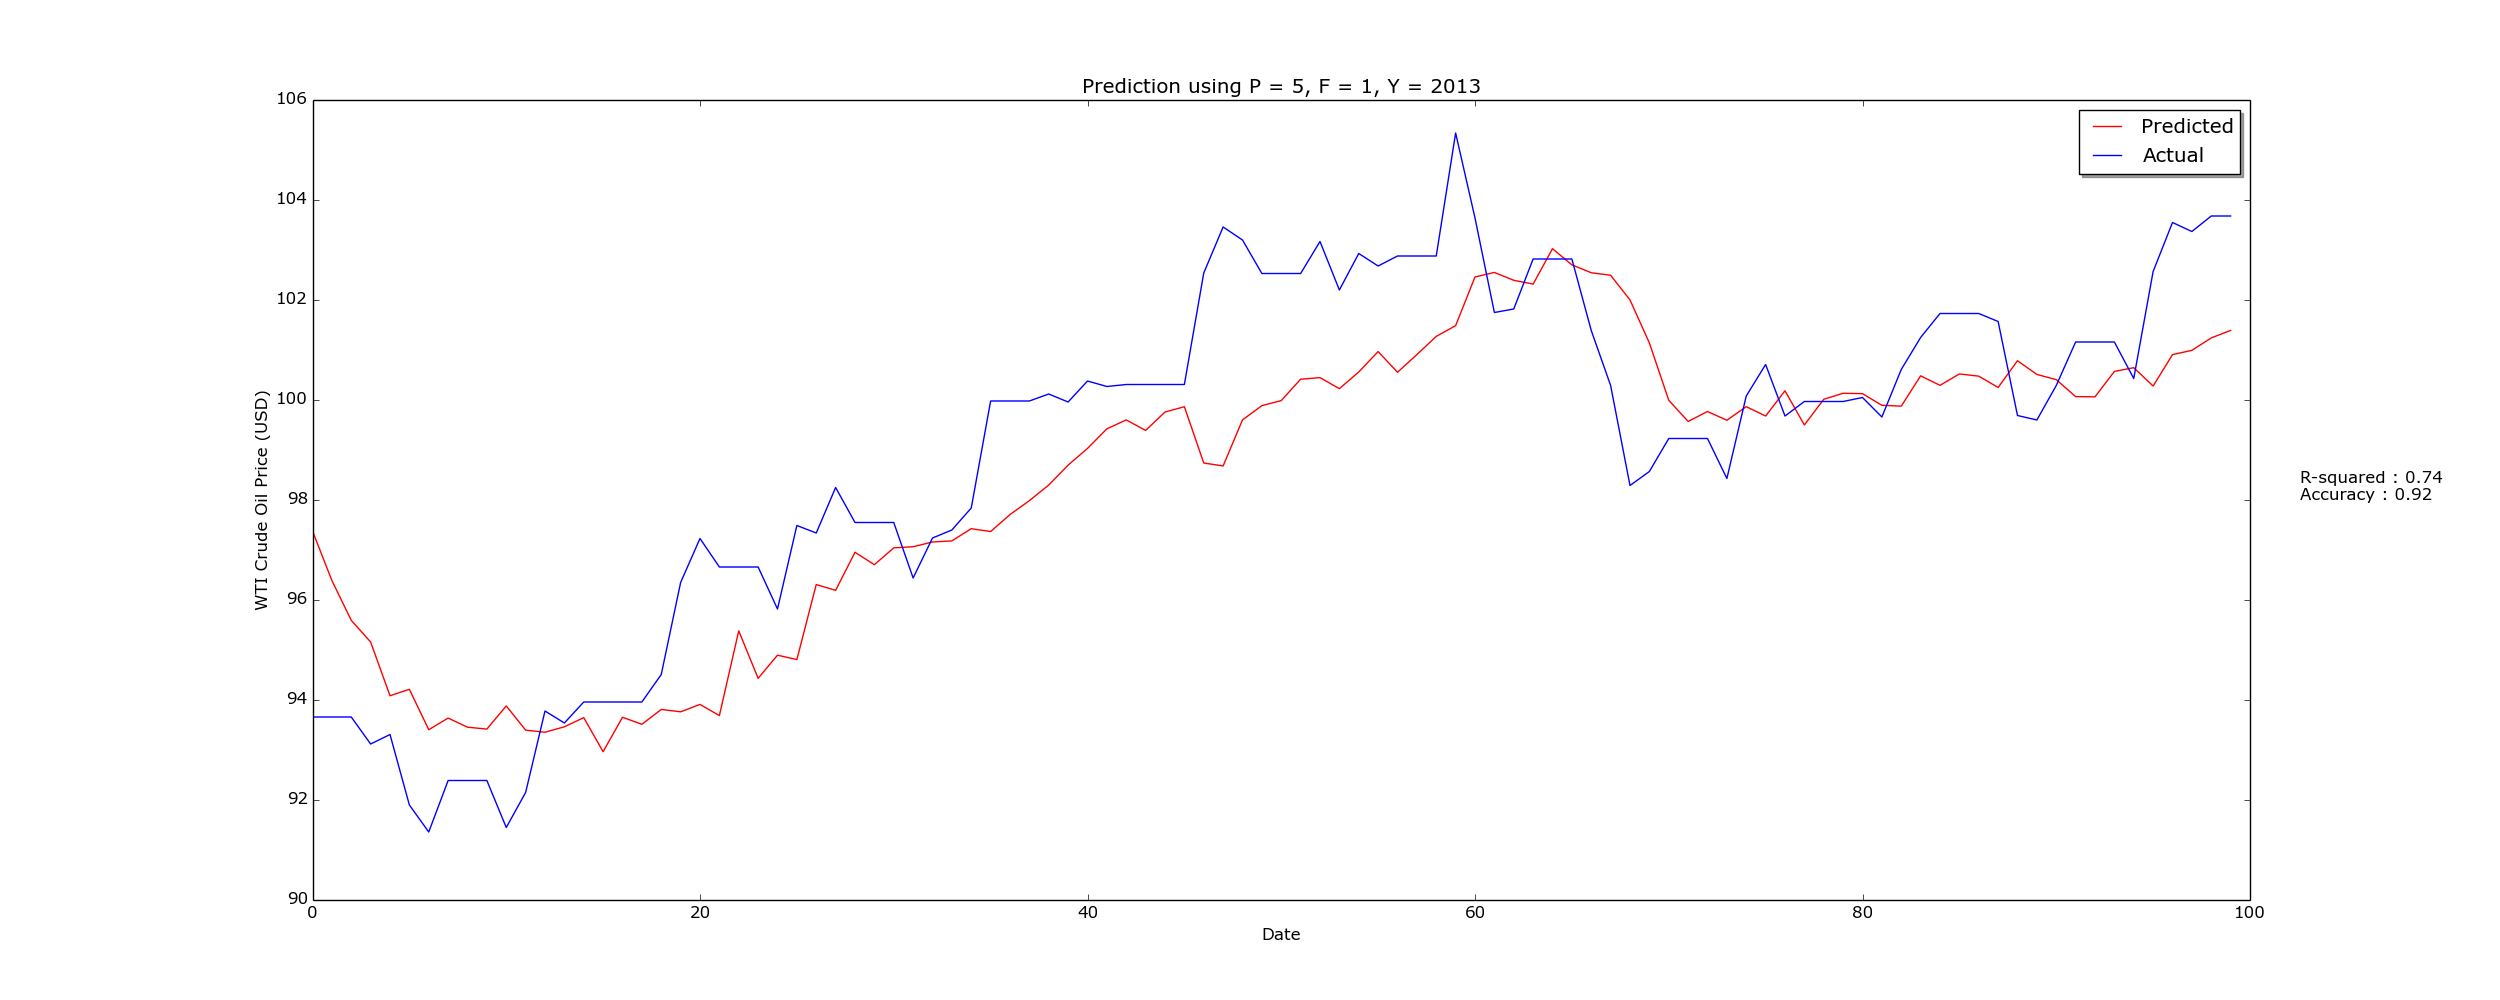 Prediction using P = 5, F = 1, Y = 2013
106
104
102
100
98
96
94
92
90
WTI Crude Oil Price (USD)
0
20
40
60
80
100
Date
Predicted
Actual
R-squared : 0.74
Accuracy : 0.92